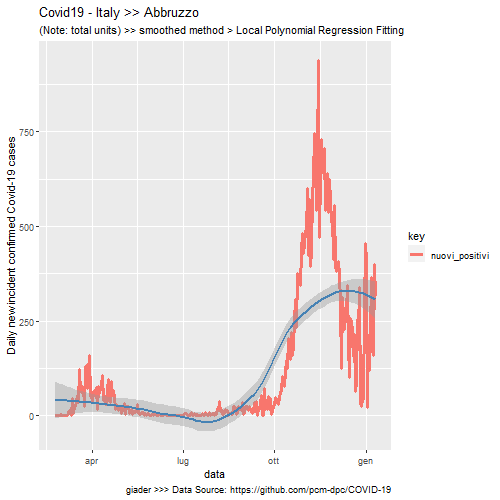 Covid19 - Italy >> Abbruzzo
(Note: total units) >> smoothed method > Local Polynomial Regression Fitting
Daily new/incident confirmed Covid-19 cases
750
500
250
0
apr
lug
ott
gen
data
key
nuovi_positivi
giader >>> Data Source: https://github.com/pcm-dpc/COVID-19